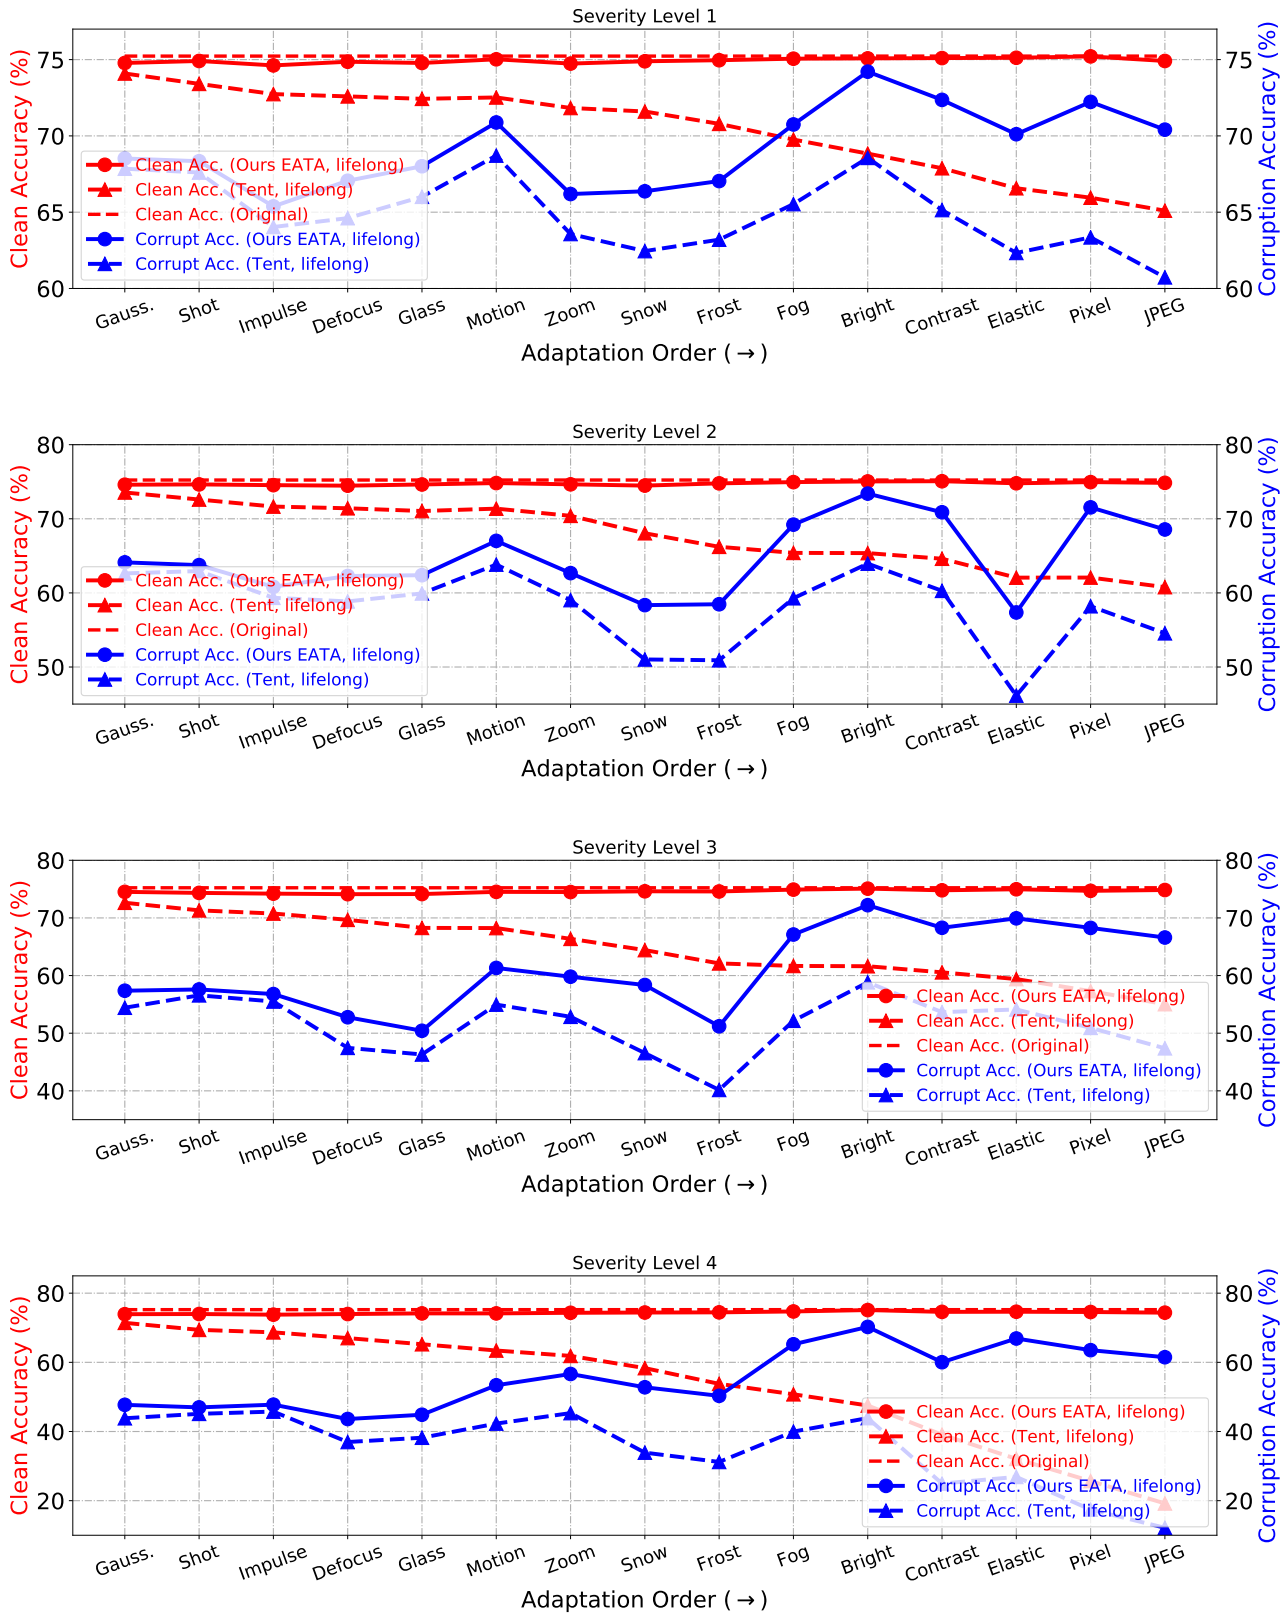 Severity Level 1
Clean Accuracy (%)
75
70
65
60
Clean Acc. (Ours EATA, lifelong)
Clean Acc. (Tent, lifelong)
Clean Acc. (Original)
Corrupt Acc. (Ours EATA, lifelong)
Corrupt Acc. (Tent, lifelong)
75
70
65
60
Corruption Accuracy (%)
Gauss. Shot Impulse Defocus Glass Motion Zoom Snow Frost Fog Bright Contrast Elastic Pixel JPEG
Adaptation Order (→)
Severity Level 2
Clean Accuracy (%)
80
70
60
50
Clean Acc. (Ours EATA, lifelong)
Clean Acc. (Tent, lifelong)
Clean Acc. (Original)
Corrupt Acc. (Ours EATA, lifelong)
Corrupt Acc. (Tent, lifelong)
80
70
60
50
Corruption Accuracy (%)
Gauss. Shot Impulse Defocus Glass Motion Zoom Snow Frost Fog Bright Contrast Elastic Pixel JPEG
Adaptation Order (→)
Severity Level 3
Clean Accuracy (%)
80
70
60
50
40
Clean Acc. (Ours EATA, lifelong)
Clean Acc. (Tent, lifelong)
Clean Acc. (Original)
Corrupt Acc. (Ours EATA, lifelong)
Corrupt Acc. (Tent, lifelong)
80
70
60
50
40
Corruption Accuracy (%)
Gauss. Shot Impulse Defocus Glass Motion Zoom Snow Frost Fog Bright Contrast Elastic Pixel JPEG
Adaptation Order (→)
Severity Level 4
Clean Accuracy (%)
80
60
40
20
Clean Acc. (Ours EATA, lifelong)
Clean Acc. (Tent, lifelong)
Clean Acc. (Original)
Corrupt Acc. (Ours EATA, lifelong)
Corrupt Acc. (Tent, lifelong)
80
60
40
20
Corruption Accuracy (%)
Gauss. Shot Impulse Defocus Glass Motion Zoom Snow Frost Fog Bright Contrast Elastic Pixel JPEG
Adaptation Order (→)